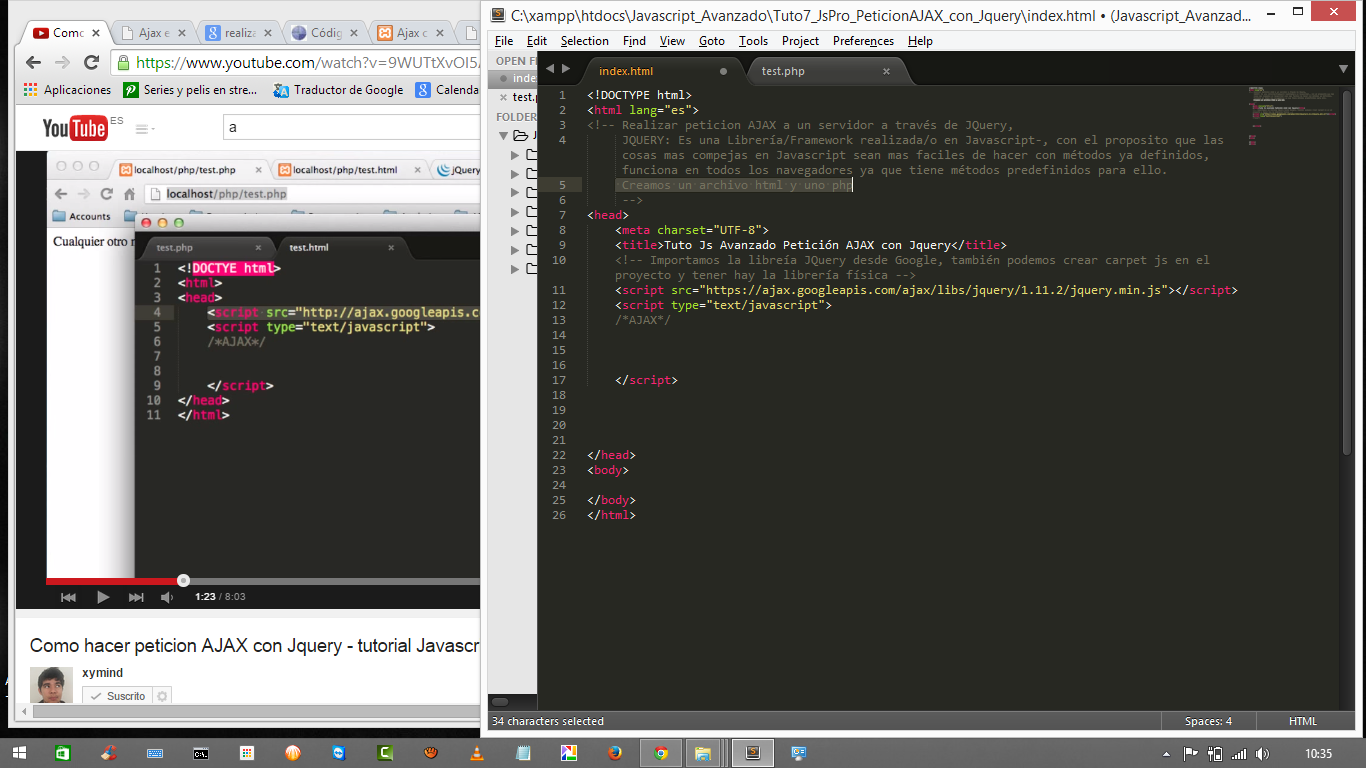 Como
Ajax e
realiza
Códig
Ajax c
https://www.youtube.com/watch?v=9WUTtXvOI5
Aplicaciones
Series y pelis en stre...
Traductor de Google
Calenda
YouTube ES
a
localhost/php/test.php
localhost/php/test.html
jQuery
localhost/php/test.php
Accounts
Cualquier otro
test.php
test.html
1 <!DOCTYE html>
2 <html>
3 <head>
4 <script src="http://ajax.googleapis.c
5 <script type="text/javascript">
6 /*AJAX*/
7
8
9 </script>
10 </head>
11 </html>
1:23 / 8:03
Como hacer peticion AJAX con Jquery - tutorial Javascr
xymind
Suscrito
C:\xampp\htdocs\Javascript_Avanzado\Tuto7_JsPro_PeticionAJAX_con_Jquery\index.html • (Javascript_Avanzad...
File Edit Selection Find View Goto Tools Project Preferences Help
OPEN FI
index
test.p
FOLDER
J
index.html
test.php
1 <!DOCTYPE html>
2 <html lang="es">
3 <!-- Realizar peticion AJAX a un servidor a través de JQuery,
4 JQUERY: Es una Librería/Framework realizada/o en Javascript-, con el proposito que las
cosas mas compejas en Javascript sean mas faciles de hacer con métodos ya definidos,
funciona en todos los navegadores ya que tiene métodos predefinidos para ello.
5 Creamos un archivo html y uno php
6 -->
7 <head>
8 <meta charset="UTF-8">
9 <title>Tuto Js Avanzado Petición AJAX con Jquery</title>
10 <!-- Importamos la libreía JQuery desde Google, también podemos crear carpet js en el
proyecto y tener hay la librería física -->
11 <script src="https://ajax.googleapis.com/ajax/libs/jquery/1.11.2/jquery.min.js"></script>
12 <script type="text/javascript">
13 /*AJAX*/
14
15
16
17 </script>
18
19
20
21
22 </head>
23 <body>
24
25 </body>
26 </html>
34 characters selected
Spaces: 4
HTML
10:35